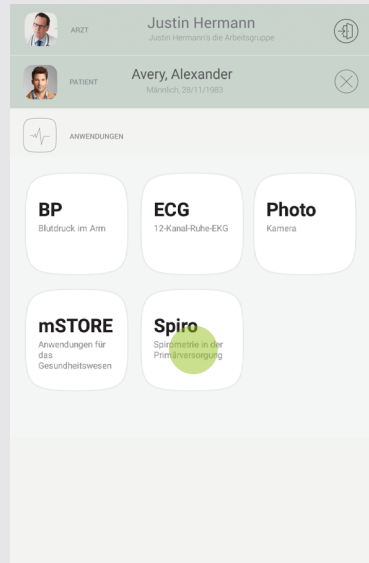 ARZT
Justin Hermann
Justin Hermann's die Arbeitsgruppe
PATIENT
Avery, Alexander
Männlich, 28/11/1983
ANWENDUNGEN
BP
Blutdruck im Arm
ECG
12-Kanal-Ruhe-EKG
Photo
Kamera
mSTORE
Anwendungen für
das
Gesundheitswesen
Spiro
Spirometrie in der
Primärversorgung